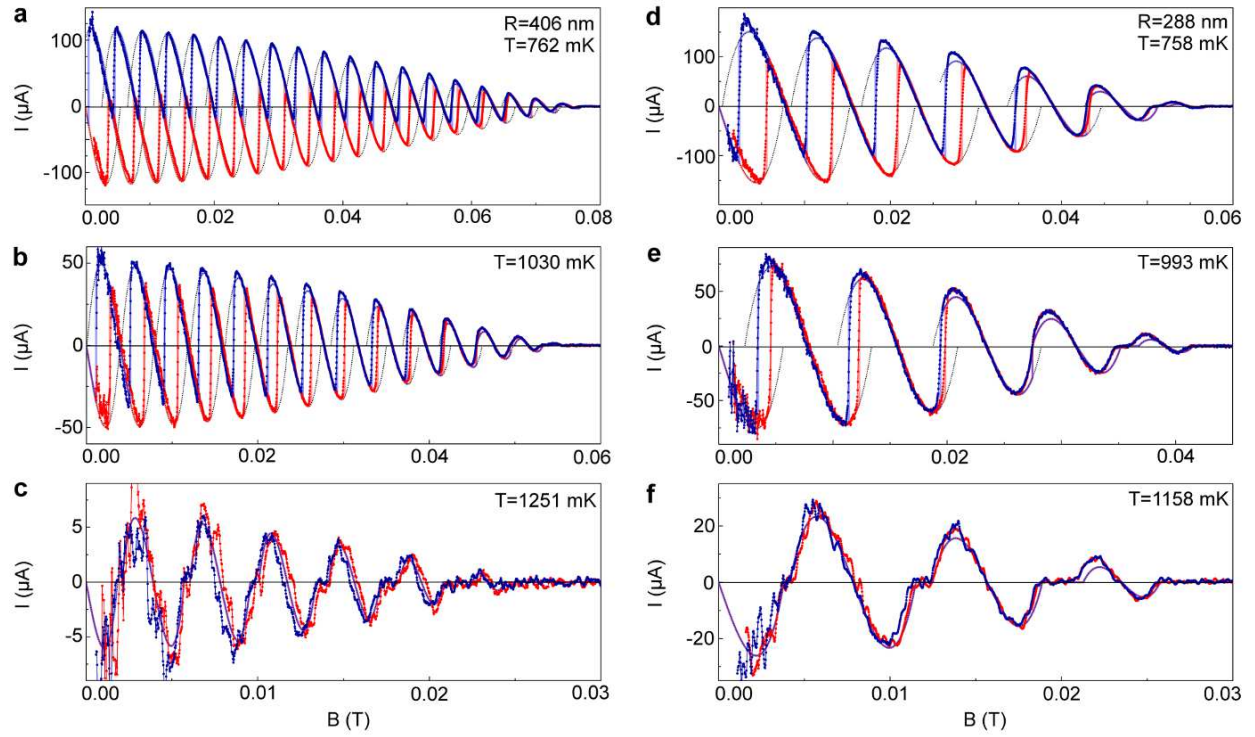 a
R=406 nm
T=762 mK
I (µA)
100
0
-100
0.00 0.02 0.04 0.06 0.08
b
T=1030 mK
I (µA)
50
0
-50
0.00 0.02 0.04 0.06
c
T=1251 mK
I (µA)
5
0
-5
0.00 0.01 0.02 0.03
B (T)
d
R=288 nm
T=758 mK
I (µA)
100
0
-100
0.00 0.02 0.04 0.06
e
T=993 mK
I (µA)
50
0
-50
0.00 0.02 0.04
f
T=1158 mK
I (µA)
20
0
-20
0.00 0.01 0.02 0.03
B (T)